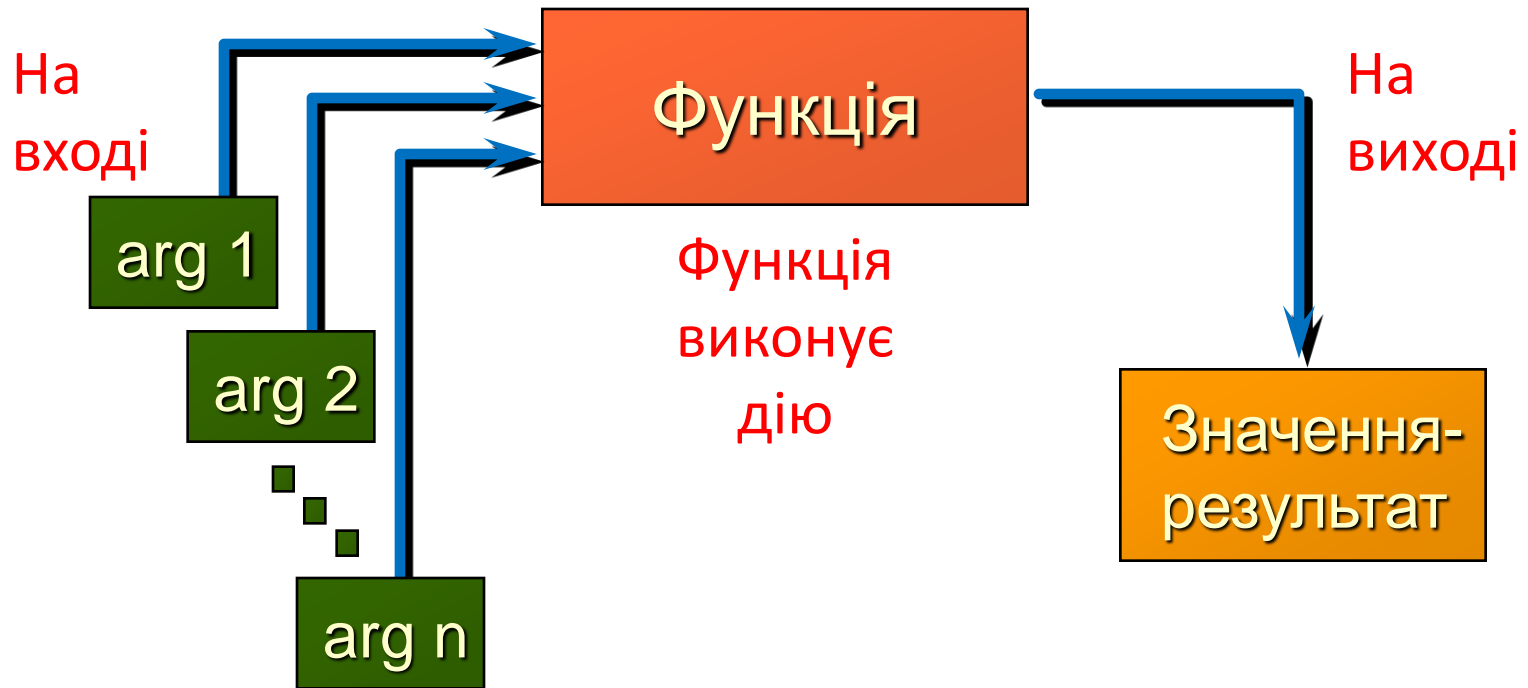 На
вході
arg 1
arg 2
arg n
Функція
Функція
виконує
дію
На
виході
Значення-
результат